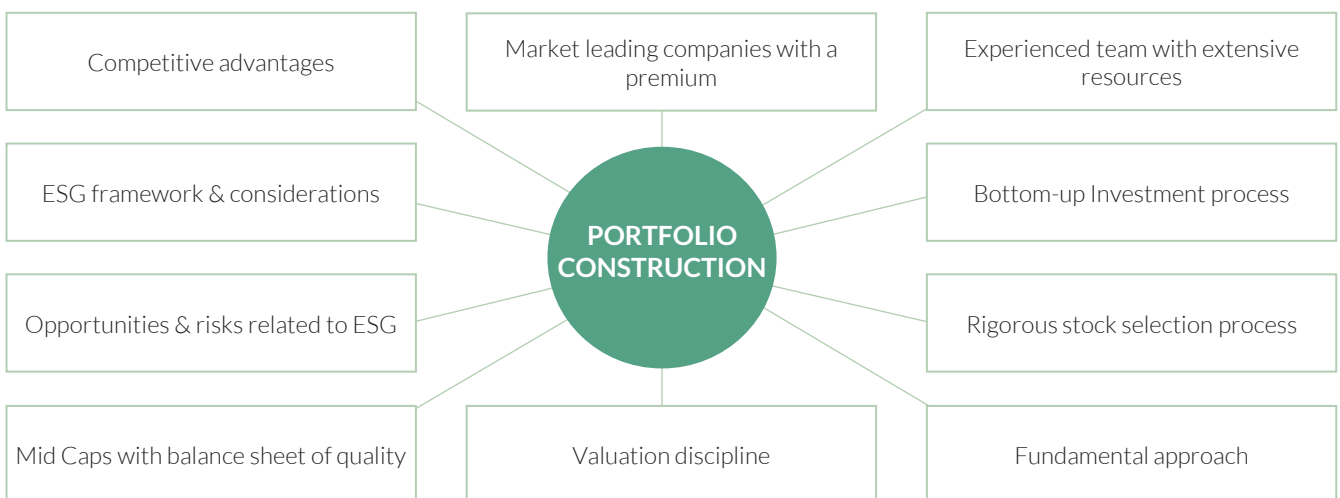 Competitive advantages
Market leading companies with a
premium
Experienced team with extensive
resources
ESG framework & considerations
Bottom-up Investment process
PORTFOLIO
CONSTRUCTION
Opportunities & risks related to ESG
Rigorous stock selection process
Mid Caps with balance sheet of quality
Valuation discipline
Fundamental approach